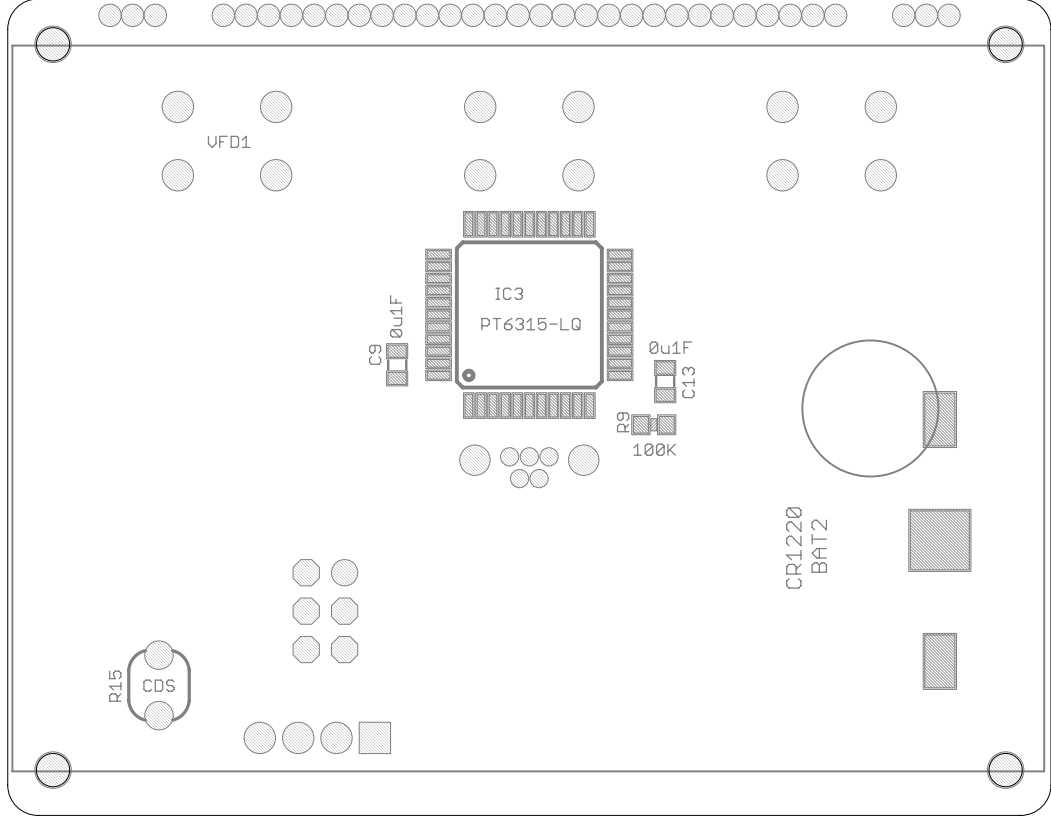 VFD1
IC3
PT6315-LQ
0u1F
C9
0u1F
C13
R9
100K
CR1220
BAT2
R15
CDS